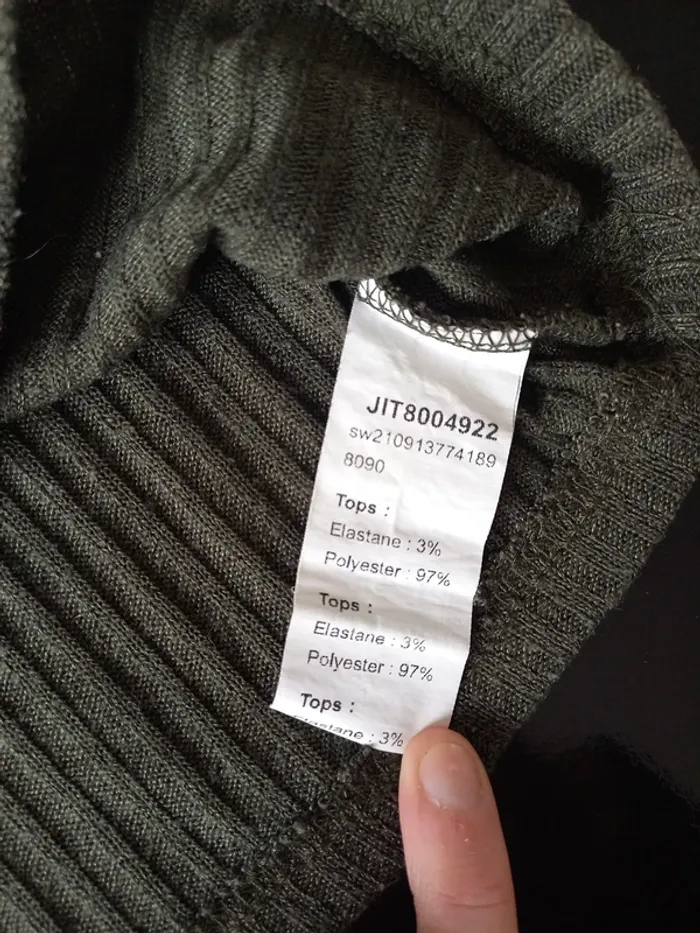 JIT8004922
sw210913774189
8090
Tops :
Elastane : 3%
Polyester : 97%
Tops :
Elastane : 3%
Polyester : 97%
Tops :
Elastane : 3%